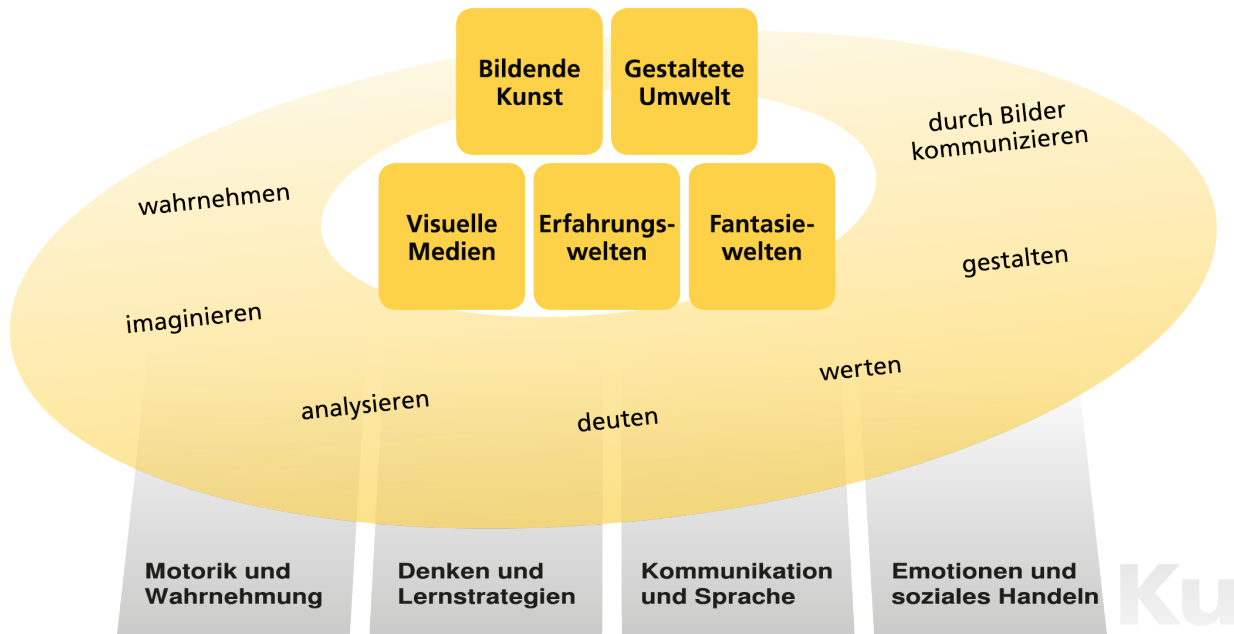 Bildende
Kunst
Gestaltete
Umwelt
durch Bilder
kommunizieren
wahrnehmen
Visuelle
Medien
Erfahrungs-
welten
Fantasie-
welten
gestalten
imaginieren
werten
analysieren
deuten
Motorik und
Wahrnehmung
Denken und
Lernstrategien
Kommunikation
und Sprache
Emotionen und
soziales Handeln
Ku